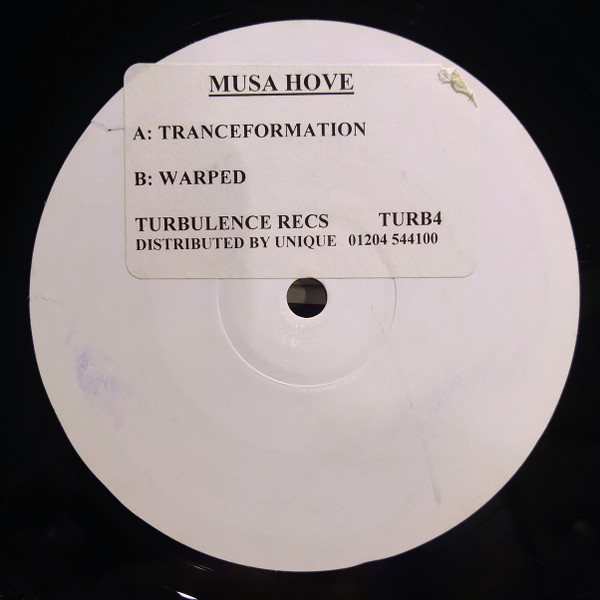 MUSA HOVE
A: TRANCEFORMATION
B: WARPED
TURBULENCE RECS TURB4
DISTRIBUTED BY UNIQUE 01204 544100